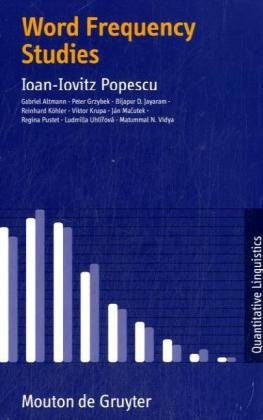 Word Frequency
Studies
Ioan-Iovitz Popescu
Gabriel Altmann · Peter Grzybek · Bijapur D. Jayaram ·
Reinhard Köhler · Viktor Krupa · Ján Mačutek ·
Regina Pustet · Ludmilla Uhlířová · Matummal N. Vidya
Quantitative Linguistics
Mouton de Gruyter